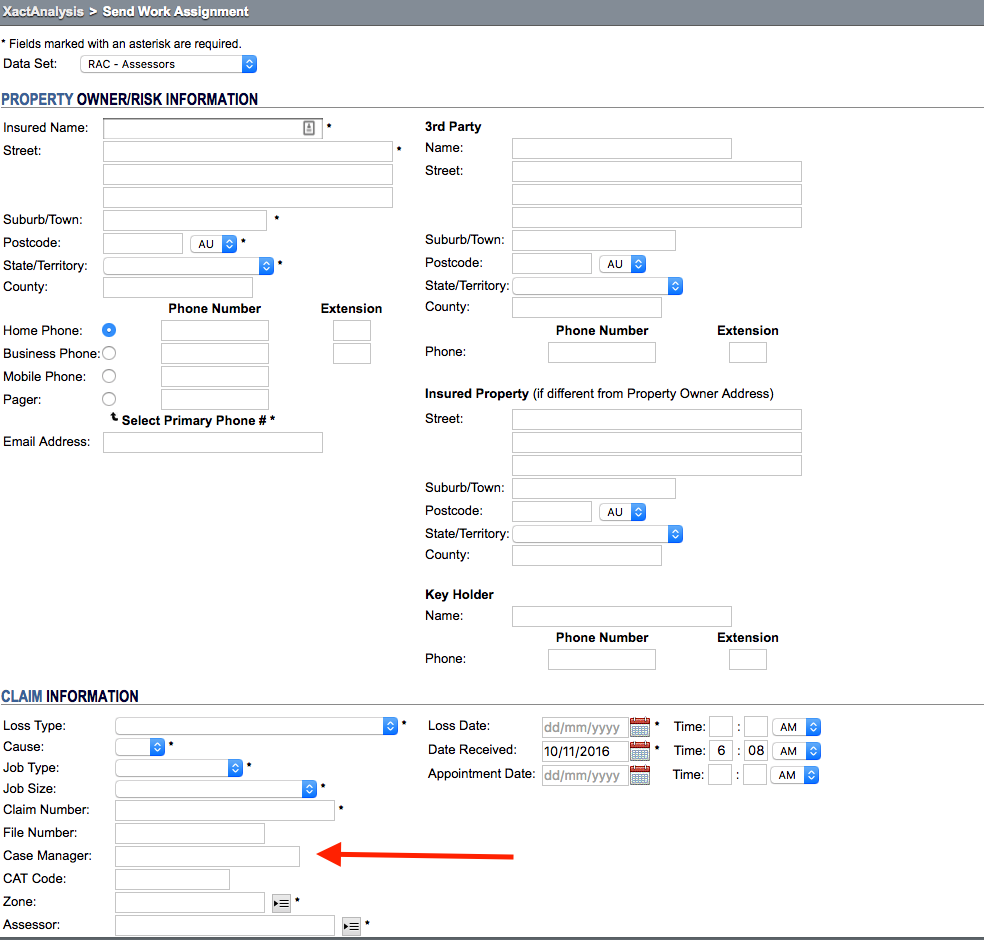 XactAnalysis > Send Work Assignment
* Fields marked with an asterisk are required.
Data Set: RAC - Assessors
PROPERTY OWNER/RISK INFORMATION
Insured Name: *
Street: *
Suburb/Town: *
Postcode: AU *
State/Territory: *
County:
Phone Number Extension
Home Phone:
Business Phone:
Mobile Phone:
Pager:
Select Primary Phone # *
Email Address:
3rd Party
Name:
Street:
Suburb/Town:
Postcode: AU
State/Territory:
County:
Phone Number Extension
Phone:
Insured Property (if different from Property Owner Address)
Street:
Suburb/Town:
Postcode: AU
State/Territory:
County:
Key Holder
Name:
Phone Number Extension
Phone:
CLAIM INFORMATION
Loss Type: *
Cause: *
Job Type: *
Job Size: *
Claim Number: *
File Number:
Case Manager:
CAT Code:
Zone: *
Assessor: *
Loss Date: dd/mm/yyyy * Time: : AM
Date Received: 10/11/2016 * Time: 6 : 08 AM
Appointment Date: dd/mm/yyyy Time: : AM